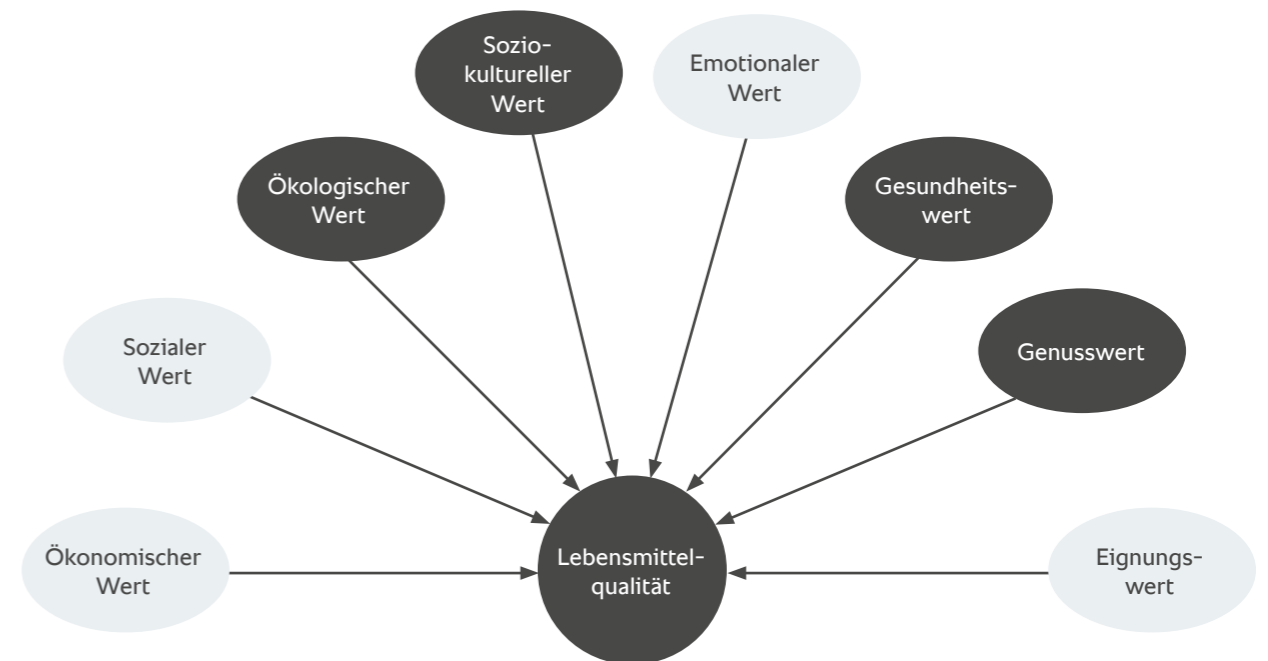 Sozio-
kultureller
Wert
Emotionaler
Wert
Ökologischer
Wert
Gesundheits-
wert
Sozialer
Wert
Genusswert
Ökonomischer
Wert
Lebensmittel-
qualität
Eignungs-
wert